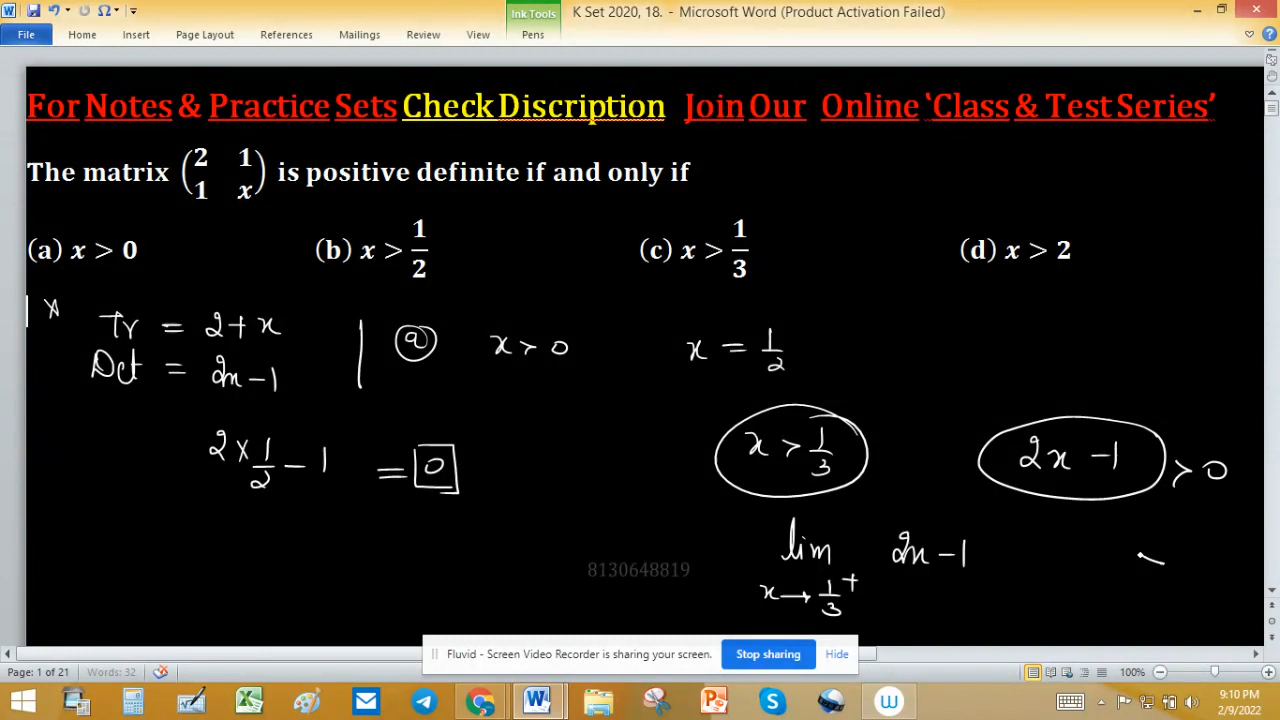 K Set 2020, 18. - Microsoft Word (Product Activation Failed)
Ink Tools
File Home Insert Page Layout References Mailings Review View Pens
For Notes & Practice Sets Check Discription Join Our Online ‘Class & Test Series’
The matrix (2 1 / 1 x) is positive definite if and only if
(a) x > 0 (b) x > 1/2 (c) x > 1/3 (d) x > 2
Tr = 2 + x
Det = 2x - 1
(a) x > 0
x = 1/2
2 × 1/2 - 1 = 0
x > 1/3
2x - 1 > 0
lim x → 1/3+ 2x - 1
8130648819
Fluvid - Screen Video Recorder is sharing your screen. Stop sharing Hide
Page: 1 of 21 Words: 32 100%
9:10 PM
2/9/2022